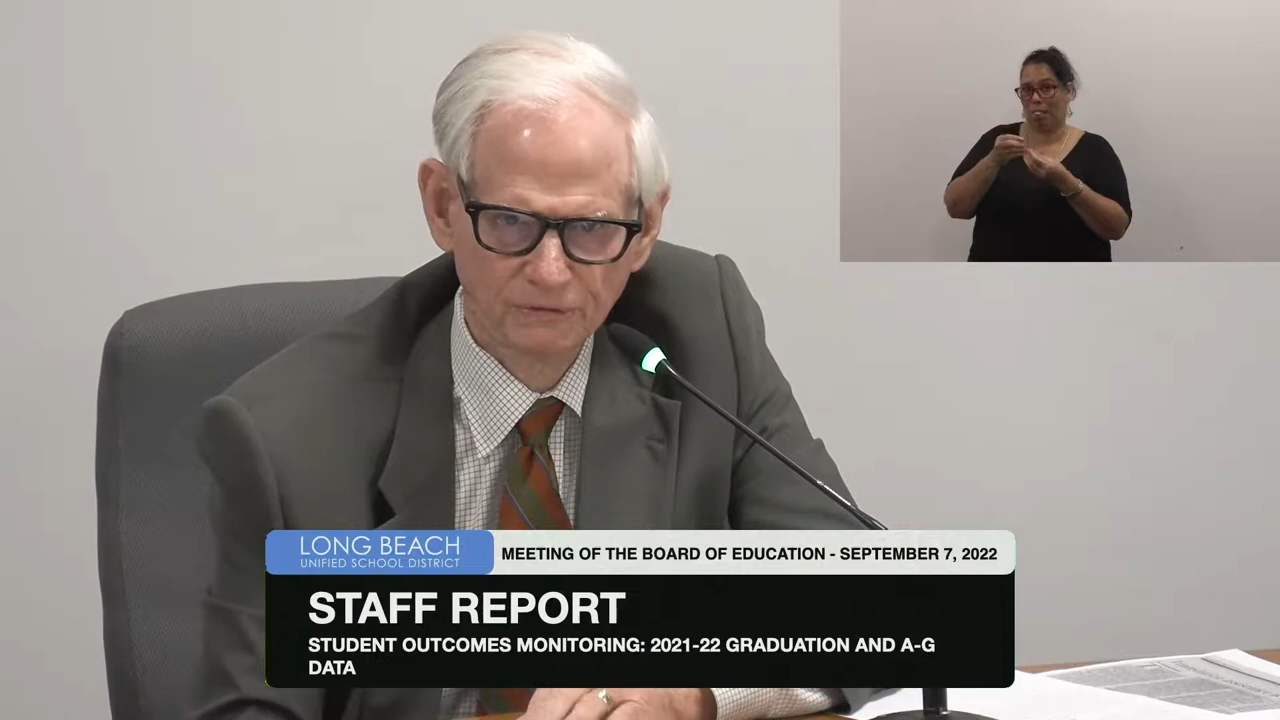 LONG BEACH
UNIFIED SCHOOL DISTRICT
MEETING OF THE BOARD OF EDUCATION - SEPTEMBER 7, 2022
STAFF REPORT
STUDENT OUTCOMES MONITORING: 2021-22 GRADUATION AND A-G
DATA